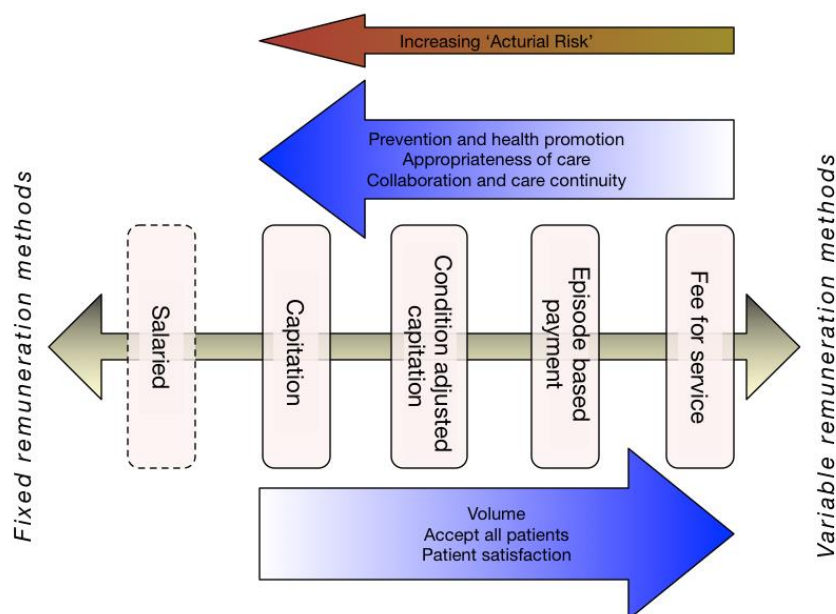 Increasing ‘Acturial Risk’
Prevention and health promotion
Appropriateness of care
Collaboration and care continuity
Fixed remuneration methods
Salaried
Capitation
Condition adjusted
capitation
Episode based
payment
Fee for service
Variable remuneration methods
Volume
Accept all patients
Patient satisfaction